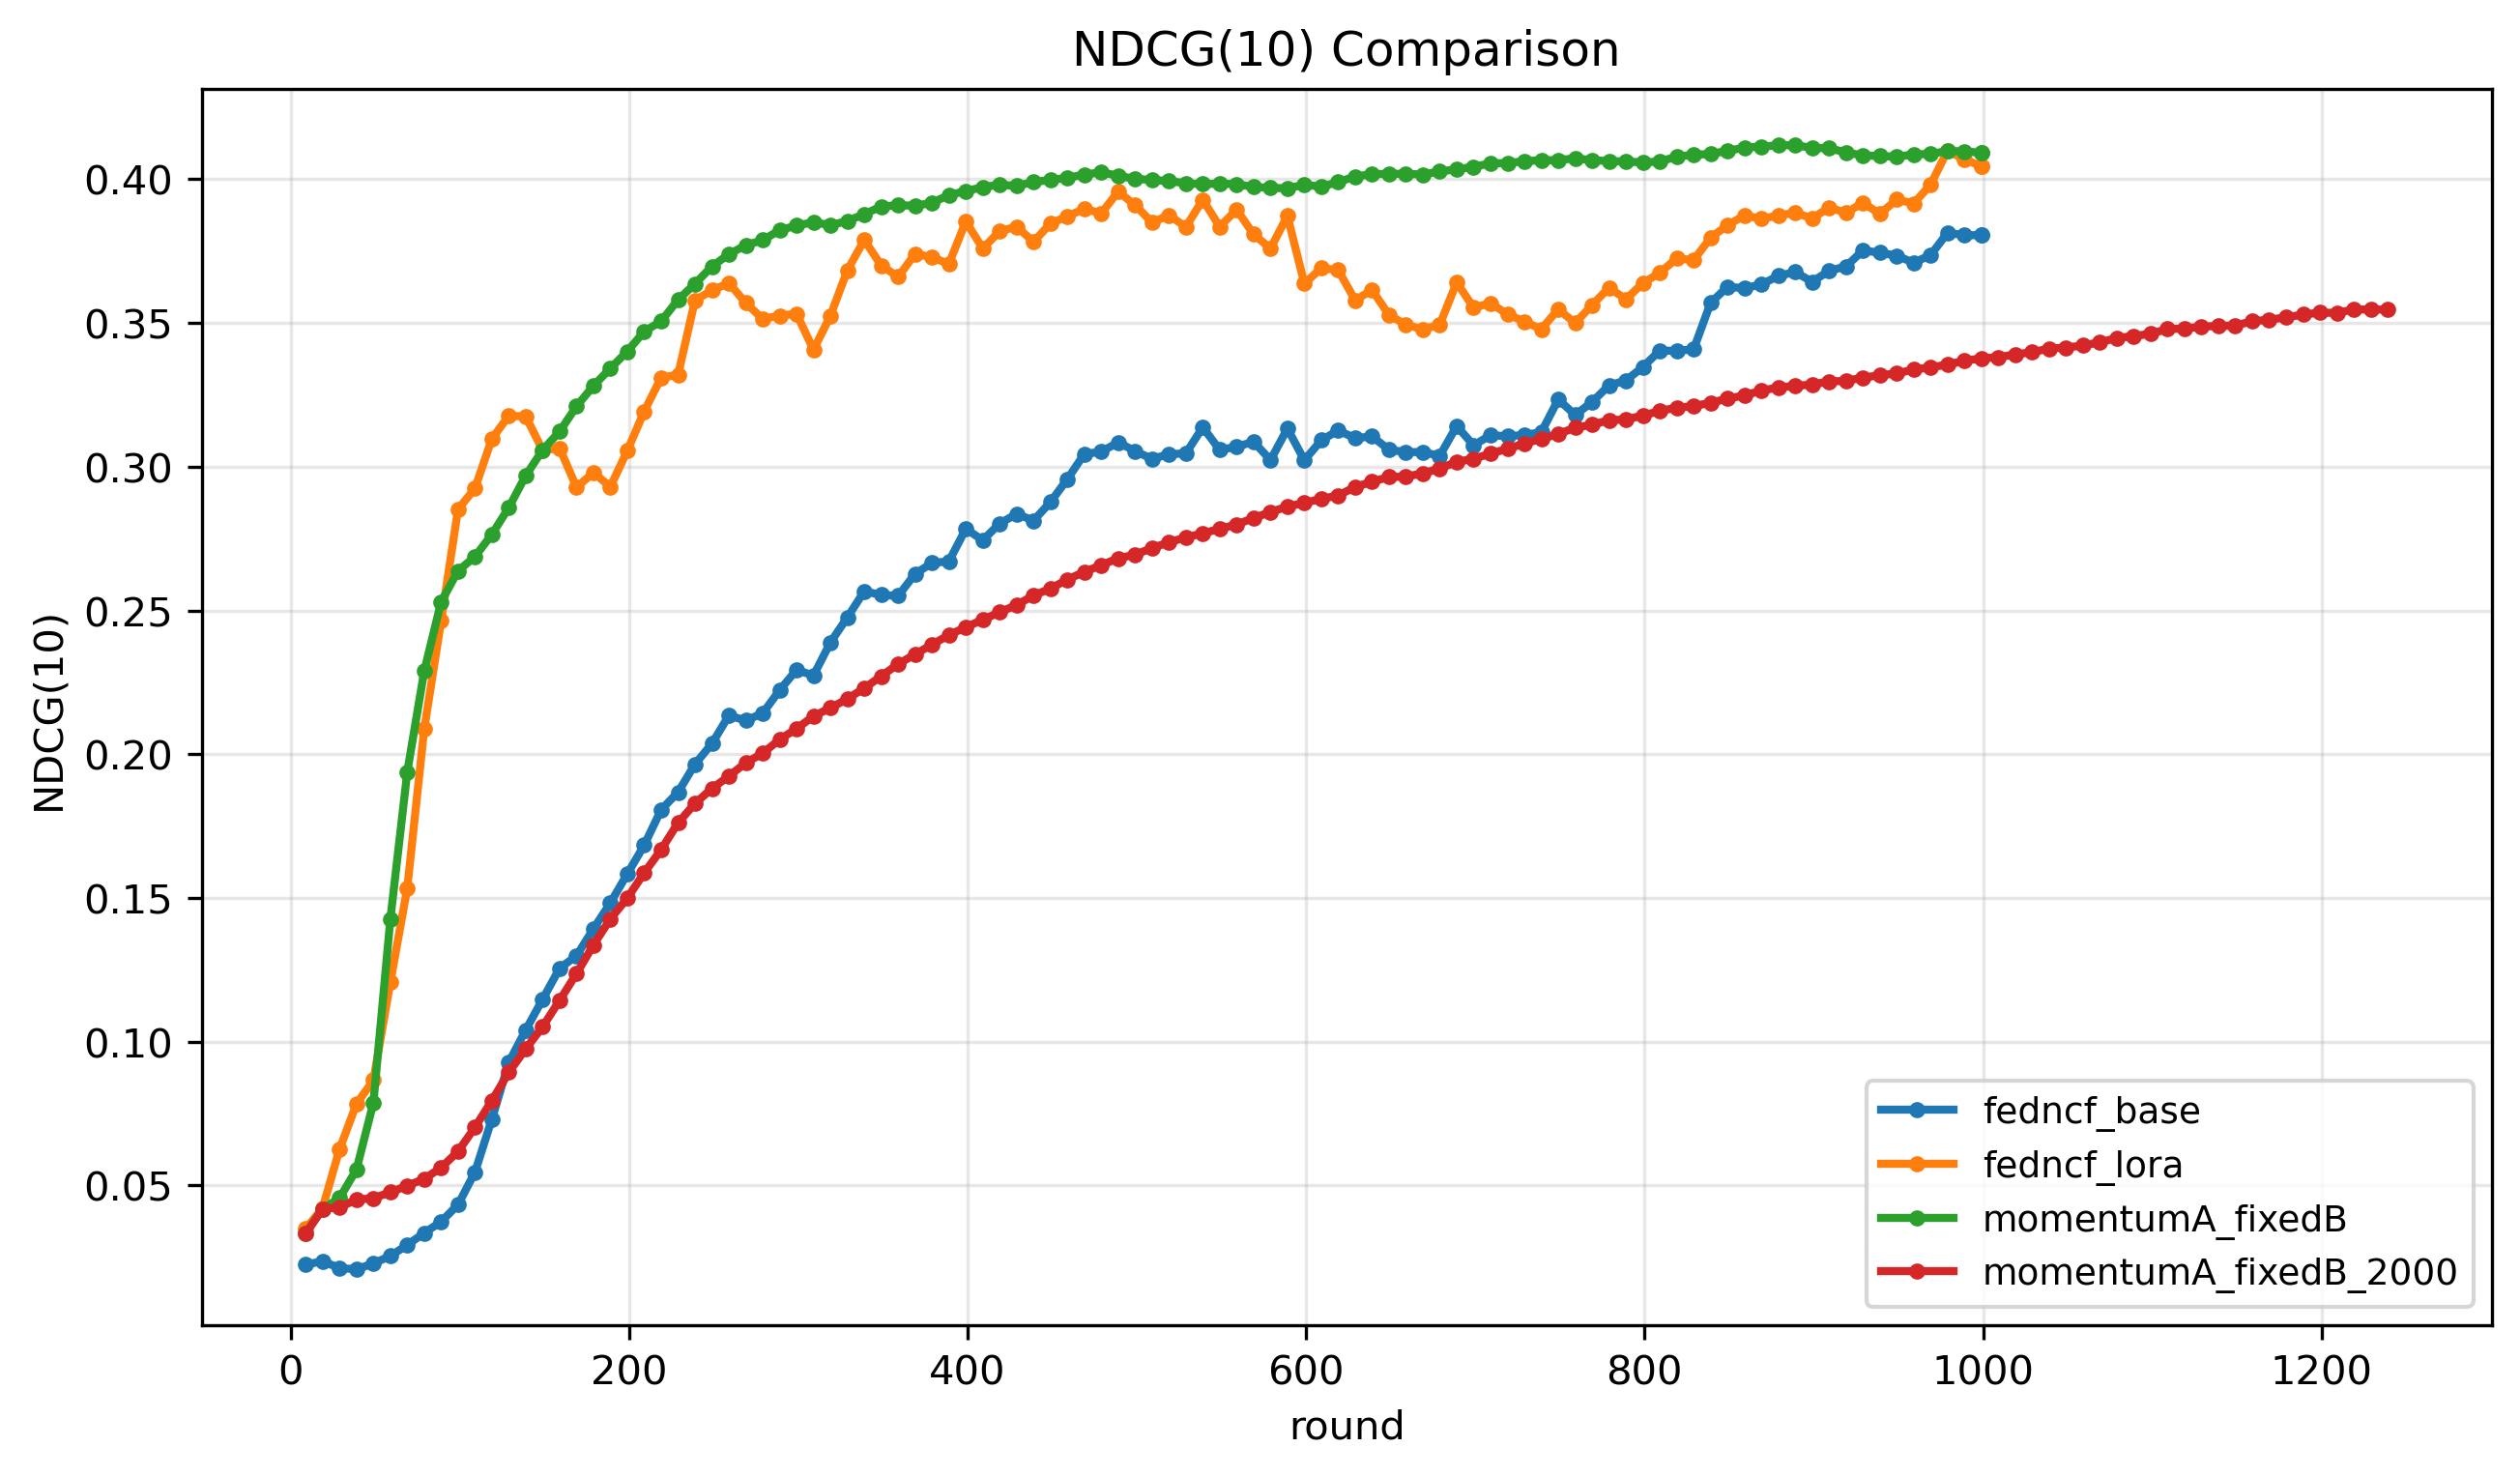 NDCG(10) Comparison
NDCG(10)
0.40
0.35
0.30
0.25
0.20
0.15
0.10
0.05
0
200
400
600
800
1000
1200
round
fedncf_base
fedncf_lora
momentumA_fixedB
momentumA_fixedB_2000